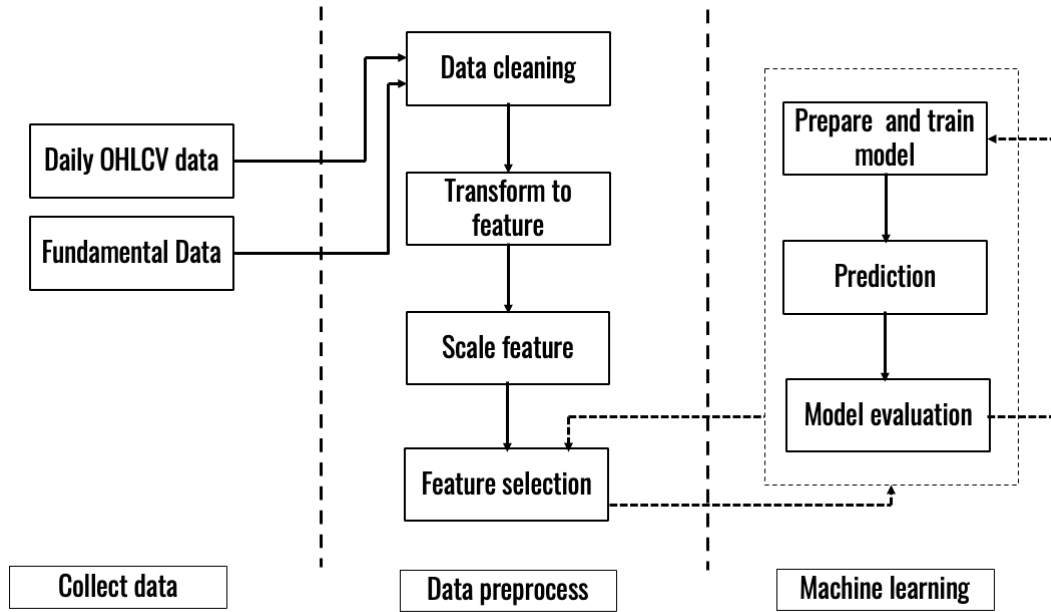 Daily OHLCV data
Fundamental Data
Collect data
Data cleaning
Transform to
feature
Scale feature
Feature selection
Data preprocess
Prepare and train
model
Prediction
Model evaluation
Machine learning